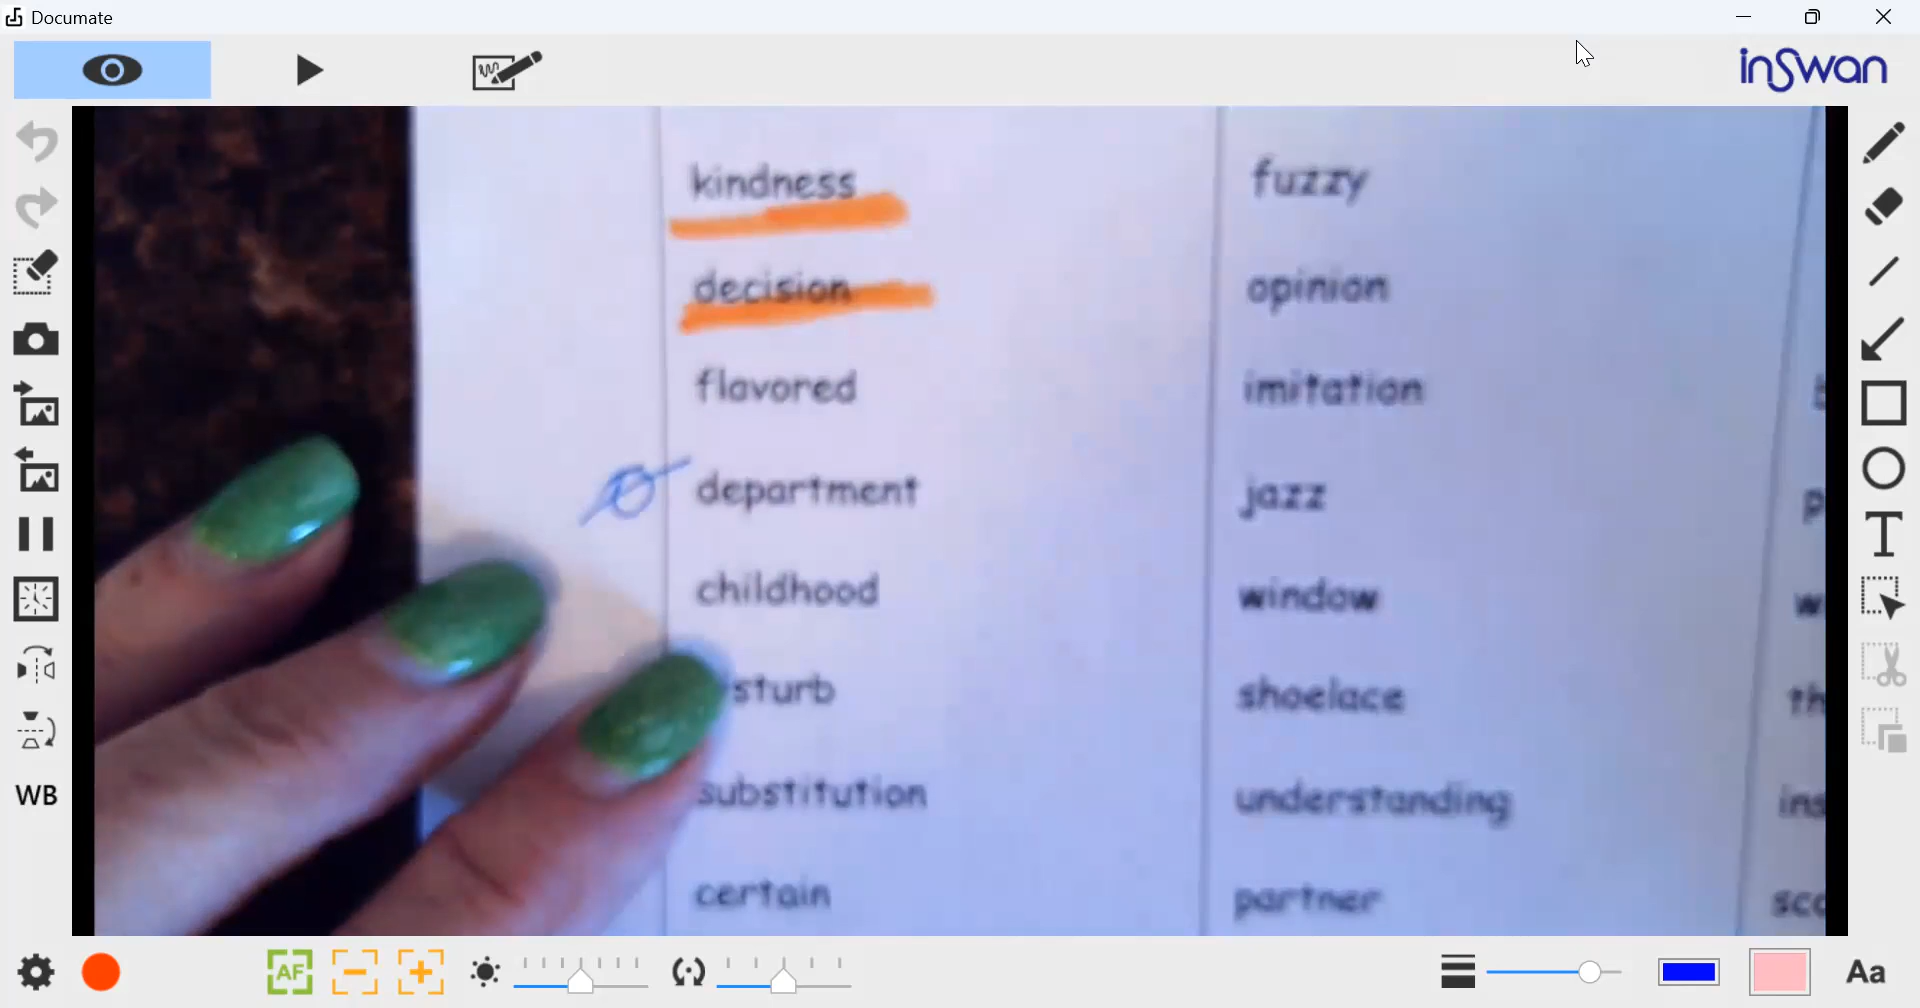 Documate
inswan
kindness fuzzy
decision opinion
flavored imitation
department jazz
childhood window
sturb shoelace
substitution understanding
certain partner
WB
AF
T
Aa